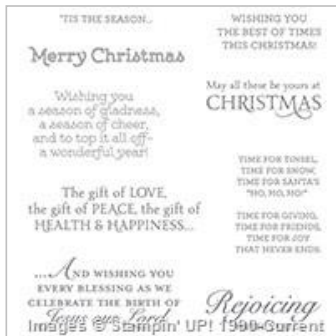 'TIS THE SEASON...
Merry Christmas
Wishing you
a season of gladness,
a season of cheer,
and to top it all off–
a wonderful year!
The gift of LOVE,
the gift of PEACE, the gift of
HEALTH & HAPPINESS...
...AND WISHING YOU
EVERY BLESSING AS WE
CELEBRATE THE BIRTH OF
Jesus our Lord
WISHING YOU
THE BEST OF TIMES
THIS CHRISTMAS!
May all these be yours at
CHRISTMAS
TIME FOR TINSEL,
TIME FOR SNOW,
TIME FOR SANTA'S
"HO, HO, HO!"
TIME FOR GIVING,
TIME FOR FRIENDS,
TIME FOR JOY
THAT NEVER ENDS.
Rejoicing
Images © Stampin' UP! 1990-Current